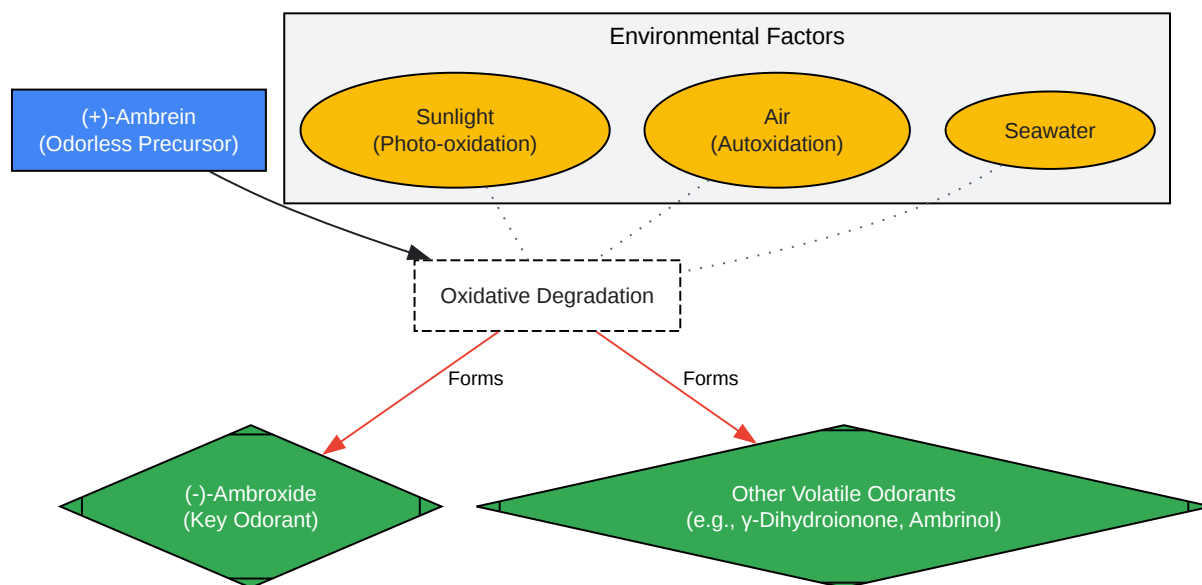 Environmental Factors
(+)-Ambrein
(Odorless Precursor)
Sunlight
(Photo-oxidation)
Air
(Autoxidation)
Seawater
Oxidative Degradation
Forms
Forms
(-)-Ambroxide
(Key Odorant)
Other Volatile Odorants
(e.g., γ-Dihydroionone, Ambrinol)